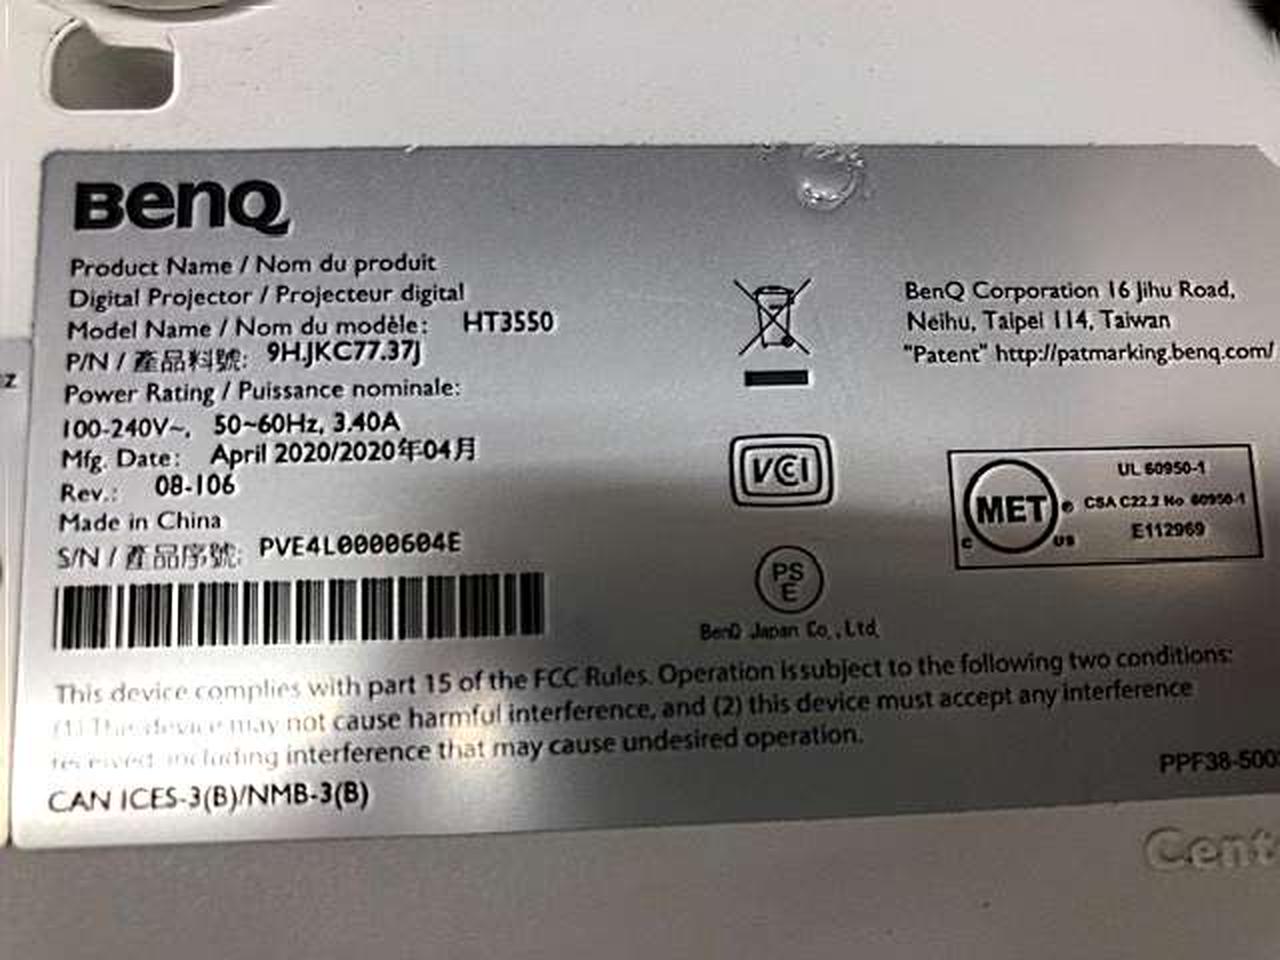 BenQ
Product Name / Nom du produit
Digital Projector / Projecteur digital
Model Name / Nom du modèle: HT3550
P/N / 產品料號: 9H.JKC77.37J
Power Rating / Puissance nominale:
100-240V~, 50~60Hz, 3.40A
Mfg. Date: April 2020/2020年04月
Rev.: 08-106
Made in China
S/N / 產品序號: PVE4L0000604E
BenQ Corporation 16 Jihu Road,
Neihu, Taipei 114, Taiwan
"Patent" http://patmarking.benq.com/
VCCI
PS
E
BenQ Japan Co., Ltd.
MET
C US
UL 60950-1
CSA C22.2 No. 60950-1
E112969
This device complies with part 15 of the FCC Rules. Operation is subject to the following two conditions:
(1) This device may not cause harmful interference, and (2) this device must accept any interference
received, including interference that may cause undesired operation.
CAN ICES-3(B)/NMB-3(B)
PPF38-500
Cent
z